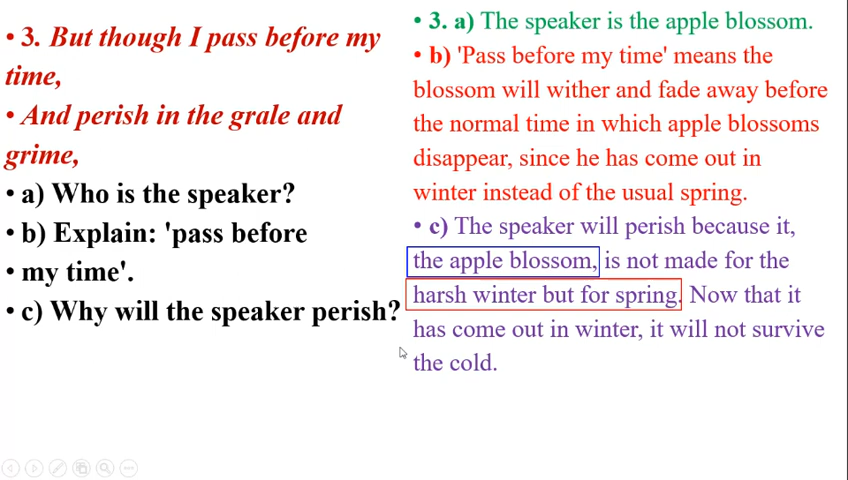 • 3. But though I pass before my
time,
• And perish in the grale and
grime,
• a) Who is the speaker?
• b) Explain: 'pass before
• my time'.
• c) Why will the speaker perish?
• 3. a) The speaker is the apple blossom.
• b) 'Pass before my time' means the
blossom will wither and fade away before
the normal time in which apple blossoms
disappear, since he has come out in
winter instead of the usual spring.
• c) The speaker will perish because it,
the apple blossom, is not made for the
harsh winter but for spring. Now that it
has come out in winter, it will not survive
the cold.